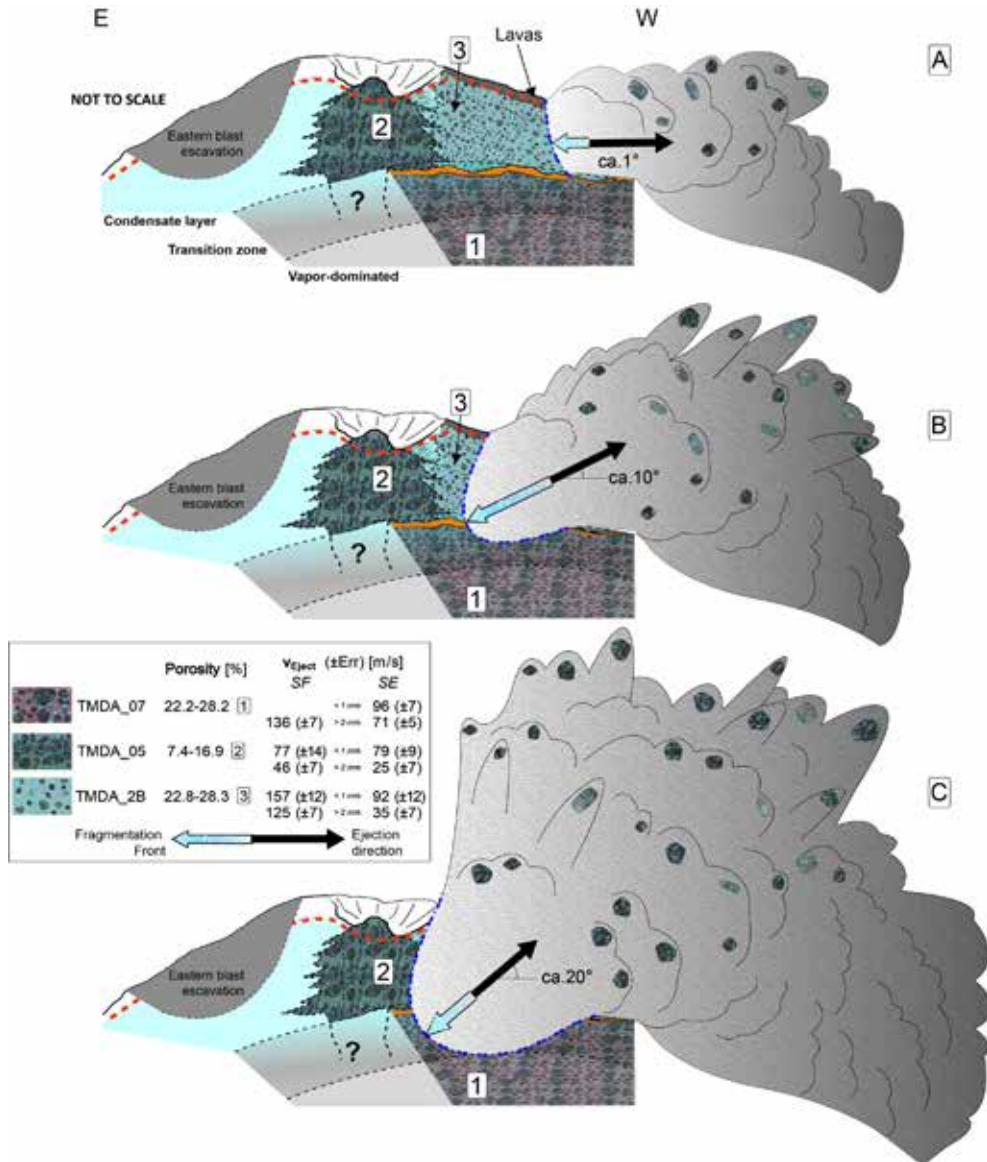 E
W
A
3
Lavas
NOT TO SCALE
2
Eastern blast
escavation
ca.1°
?
Condensate layer
Transition zone
1
Vapor-dominated
B
3
2
Eastern blast
escavation
ca.10°
?
1
Porosity [%] vEject (±Err) [m/s]
SF SE
TMDA_07 22.2-28.2 1 < 1 mm 96 (±7)
136 (±7) > 2 mm 71 (±5)
TMDA_05 7.4-16.9 2 77 (±14) < 1 mm 79 (±9)
46 (±7) > 2 mm 25 (±7)
TMDA_2B 22.8-28.3 3 157 (±12) < 1 mm 92 (±12)
125 (±7) > 2 mm 35 (±7)
Fragmentation
Front
Ejection
direction
C
2
Eastern blast
escavation
ca.20°
?
1